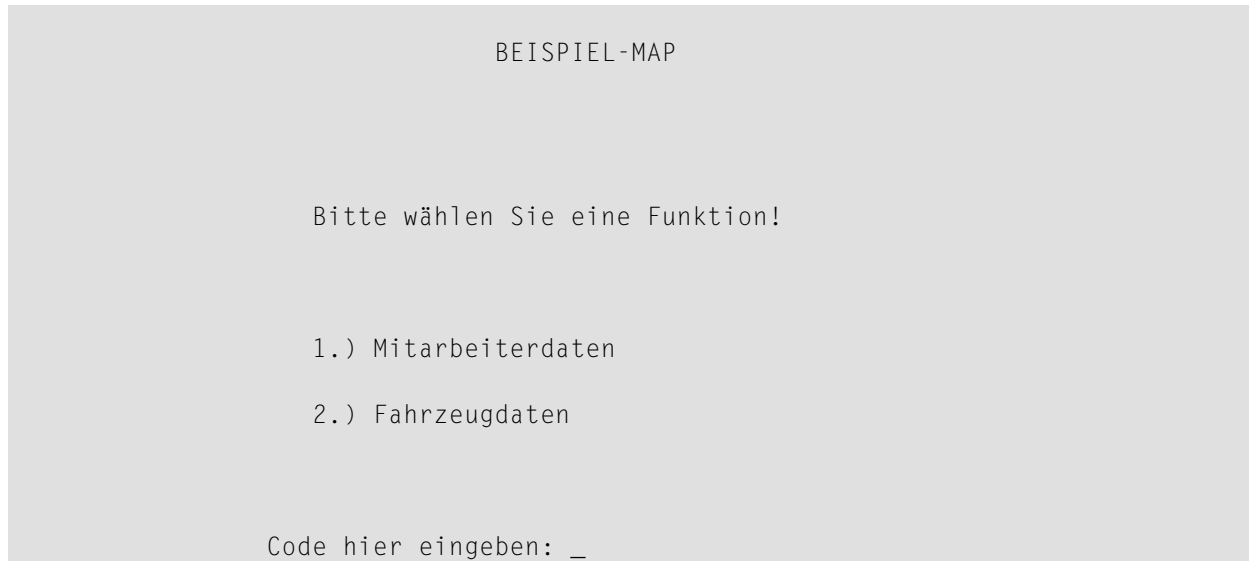 BEISPIEL-MAP
Bitte wählen Sie eine Funktion!
1.) Mitarbeiterdaten
2.) Fahrzeugdaten
Code hier eingeben: _